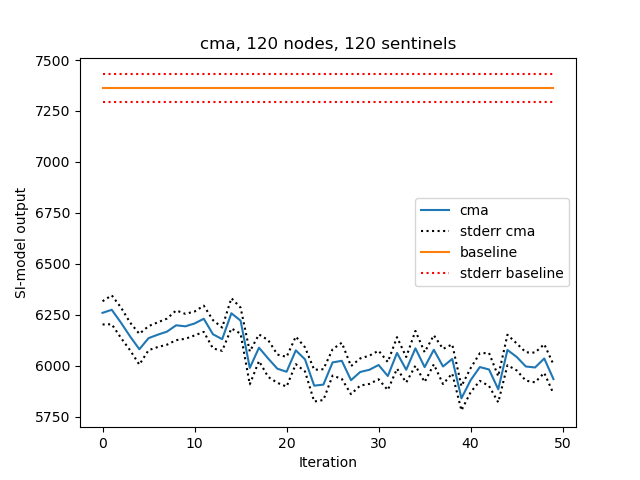 cma, 120 nodes, 120 sentinels
7500
7250
7000
6750
6500
6250
6000
5750
SI-model output
cma
stderr cma
baseline
stderr baseline
0 10 20 30 40 50
Iteration